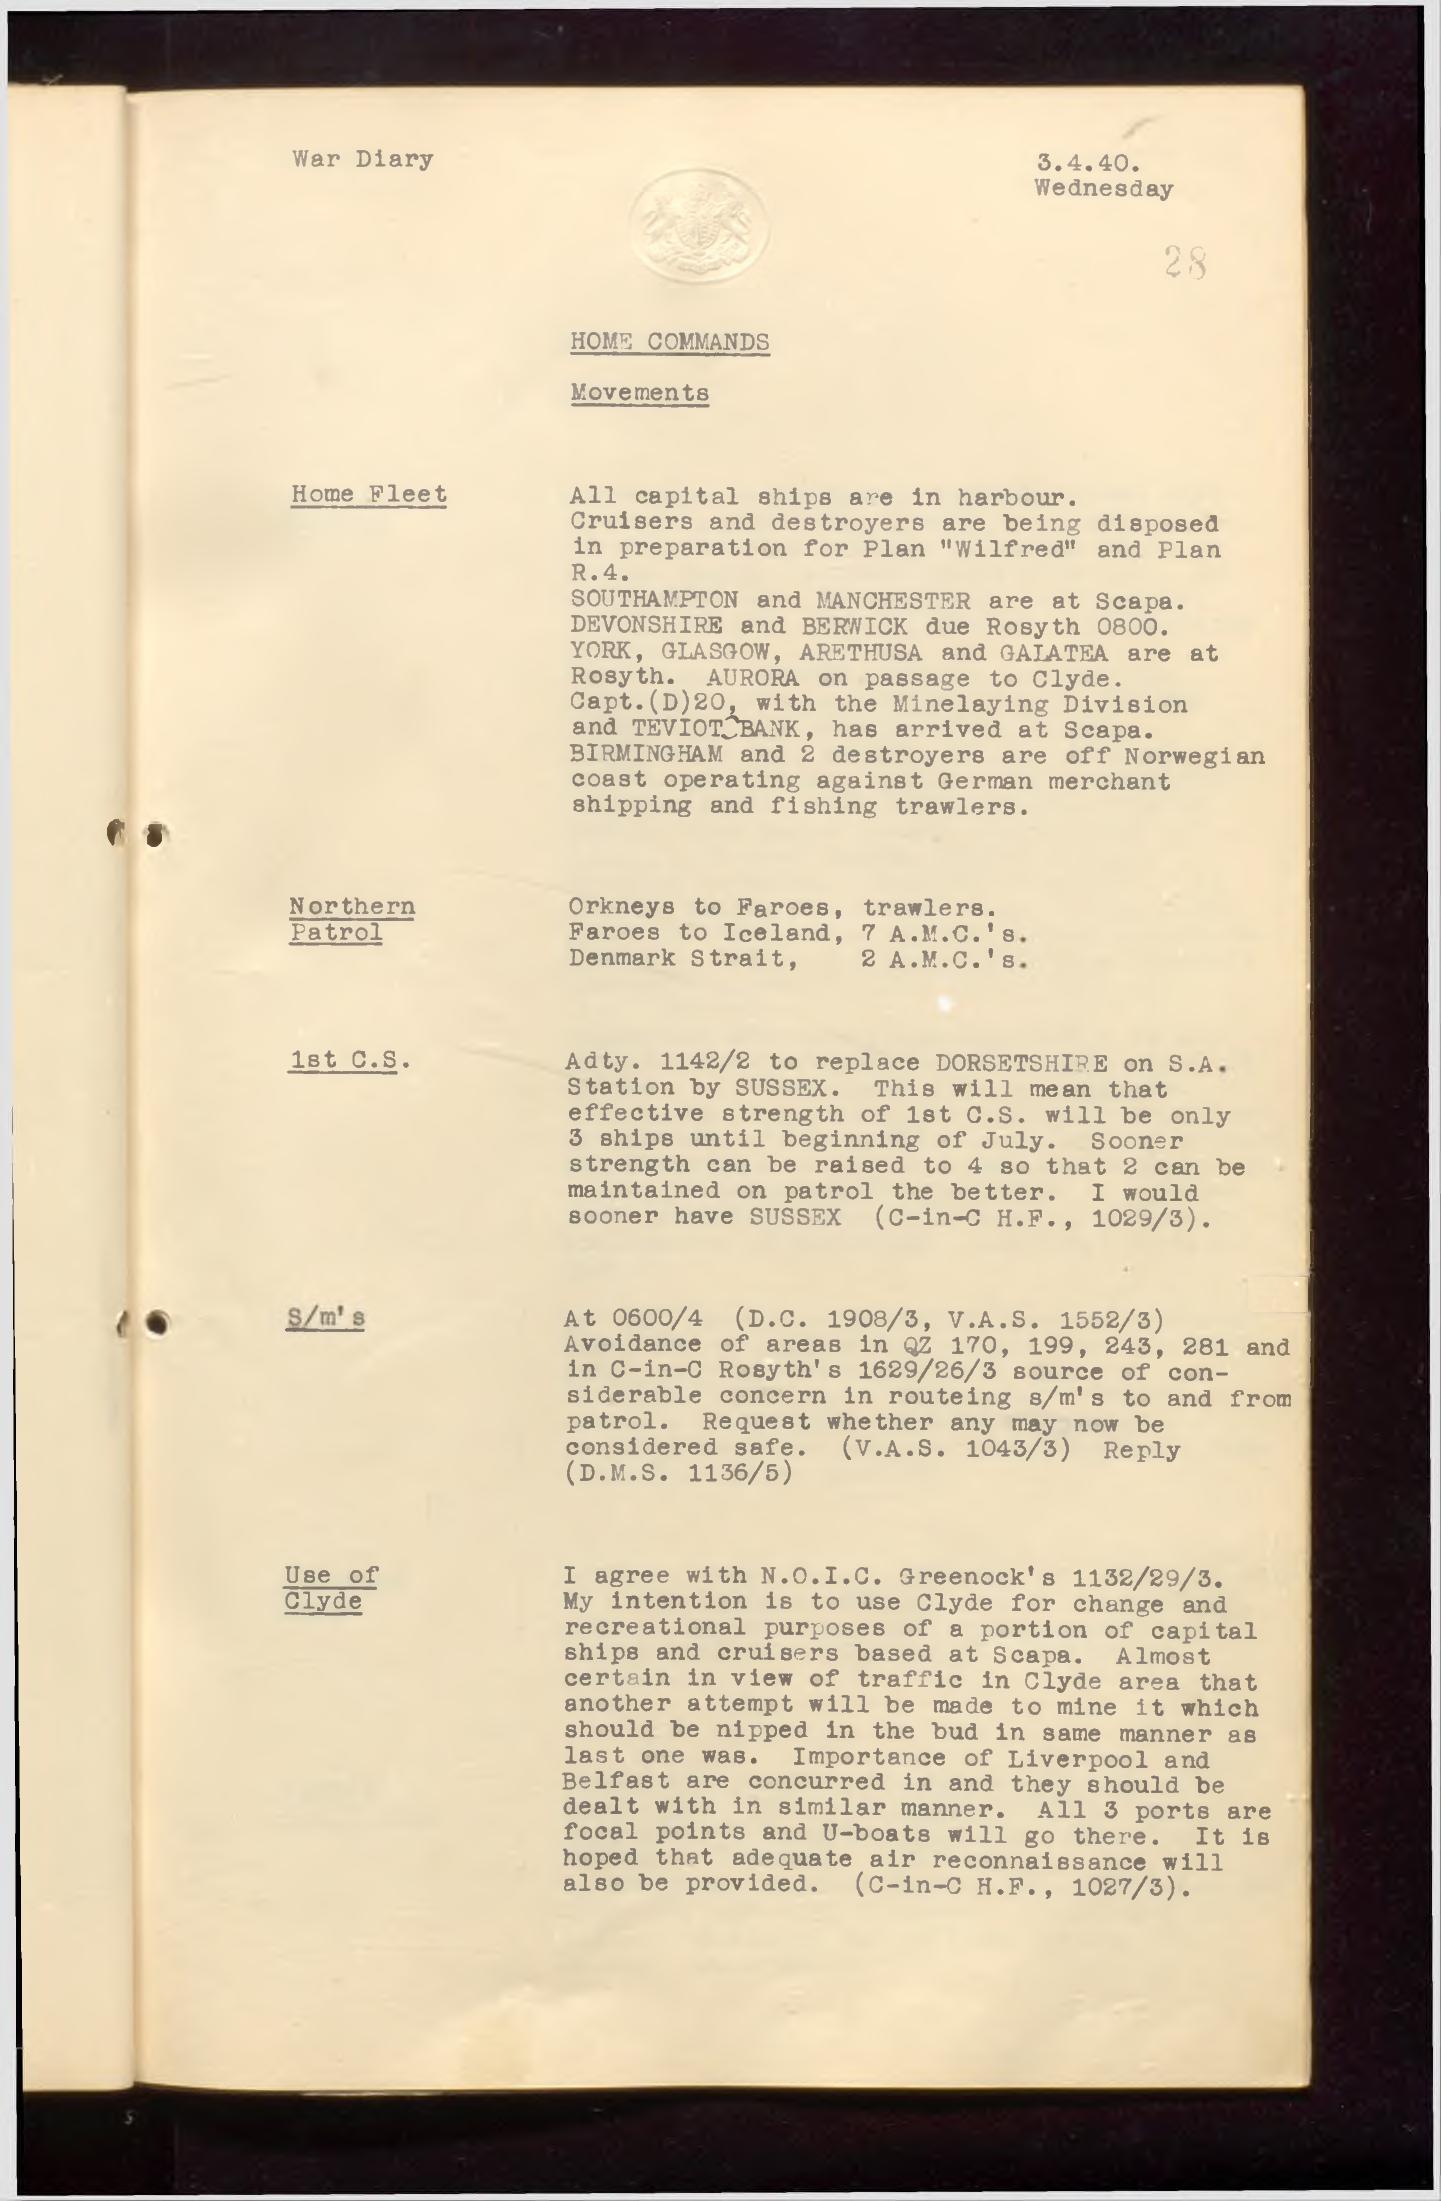 War Diary
3.4.40.
Wednesday
28
HOME COMMANDS
Movements
Home Fleet
All capital ships are in harbour.
Cruisers and destroyers are being disposed
in preparation for Plan "Wilfred" and Plan
R.4.
SOUTHAMPTON and MANCHESTER are at Scapa.
DEVONSHIRE and BERWICK due Rosyth 0800.
YORK, GLASGOW, ARETHUSA and GALATEA are at
Rosyth. AURORA on passage to Clyde.
Capt.(D)20, with the Minelaying Division
and TEVIOT BANK, has arrived at Scapa.
BIRMINGHAM and 2 destroyers are off Norwegian
coast operating against German merchant
shipping and fishing trawlers.
Northern
Patrol
Orkneys to Faroes, trawlers.
Faroes to Iceland, 7 A.M.C.'s.
Denmark Strait, 2 A.M.C.'s.
1st C.S.
Adty. 1142/2 to replace DORSETSHIRE on S.A.
Station by SUSSEX. This will mean that
effective strength of 1st C.S. will be only
3 ships until beginning of July. Sooner
strength can be raised to 4 so that 2 can be
maintained on patrol the better. I would
sooner have SUSSEX (C-in-C H.F., 1029/3).
S/m's
At 0600/4 (D.C. 1908/3, V.A.S. 1552/3)
Avoidance of areas in QZ 170, 199, 243, 281 and
in C-in-C Rosyth's 1629/26/3 source of con-
siderable concern in routeing s/m's to and from
patrol. Request whether any may now be
considered safe. (V.A.S. 1043/3) Reply
(D.M.S. 1136/5)
Use of
Clyde
I agree with N.O.I.C. Greenock's 1132/29/3.
My intention is to use Clyde for change and
recreational purposes of a portion of capital
ships and cruisers based at Scapa. Almost
certain in view of traffic in Clyde area that
another attempt will be made to mine it which
should be nipped in the bud in same manner as
last one was. Importance of Liverpool and
Belfast are concurred in and they should be
dealt with in similar manner. All 3 ports are
focal points and U-boats will go there. It is
hoped that adequate air reconnaissance will
also be provided. (C-in-C H.F., 1027/3).